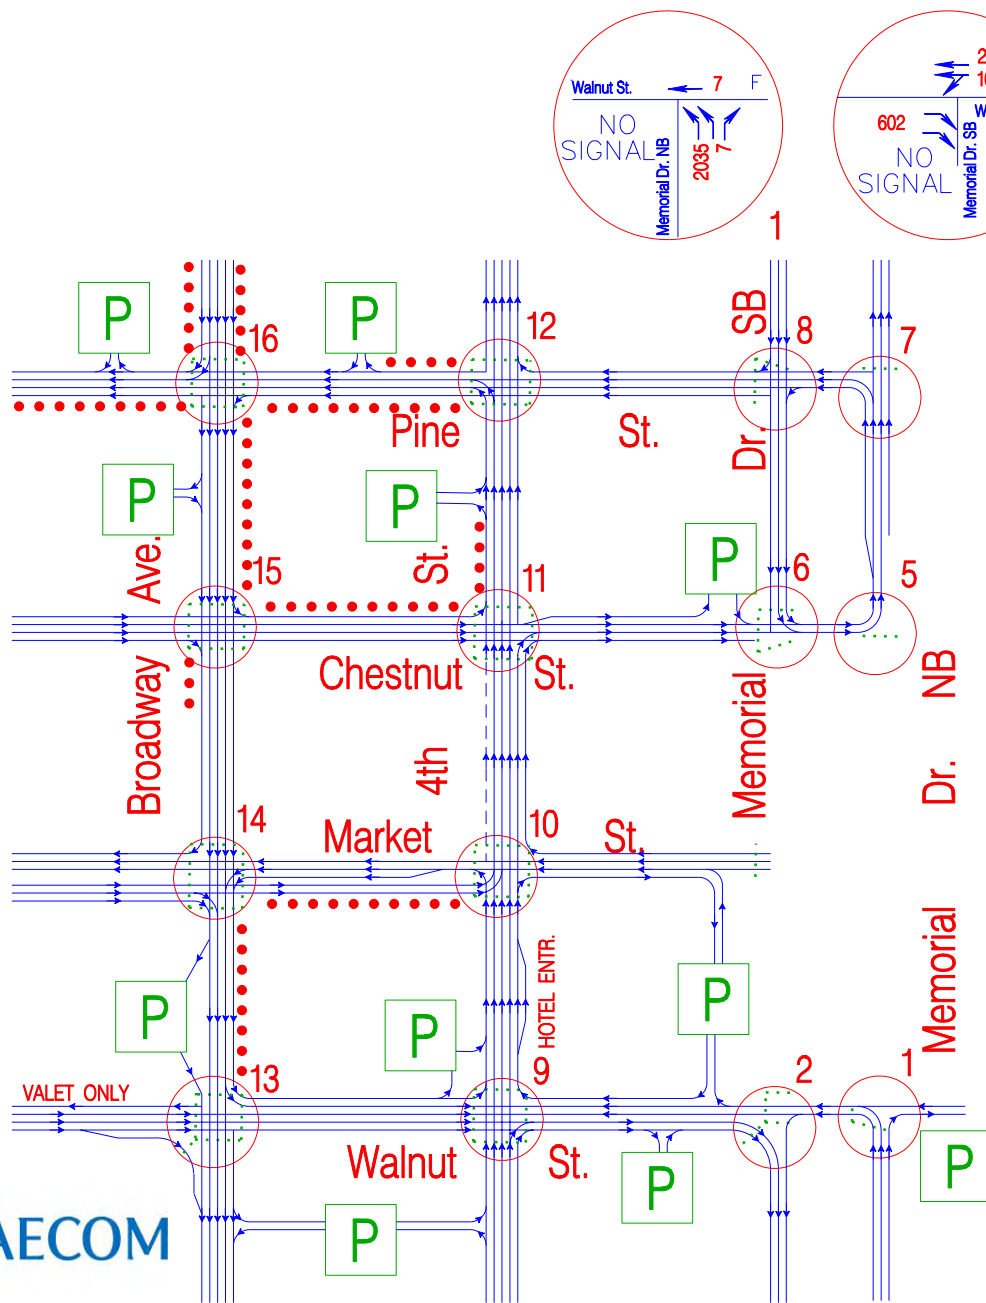 Walnut St.
7
F
NO
SIGNAL
Memorial Dr. NB
2035
7
602
NO
SIGNAL
Memorial Dr. SB
1
SB
P
P
16
12
8
7
Pine
St.
Dr.
P
P
P
Ave.
St.
15
11
6
5
Chestnut
St.
Broadway
4th
Memorial
NB
Dr.
14
Market
10
St.
Memorial
P
P
P
HOTEL ENTR.
VALET ONLY
13
9
2
1
Walnut
St.
P
P
P
AECOM